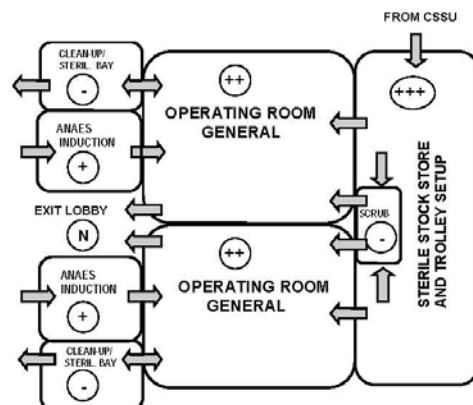 FROM CSSU
CLEAN-UP/
STERIL. BAY
-
++
+++
OPERATING ROOM
GENERAL
ANAES
INDUCTION
+
EXIT LOBBY
N
SCRUB
-
STERILE STOCK STORE
AND TROLLEY SETUP
++
OPERATING ROOM
GENERAL
ANAES
INDUCTION
+
CLEAN-UP/
STERIL. BAY
-